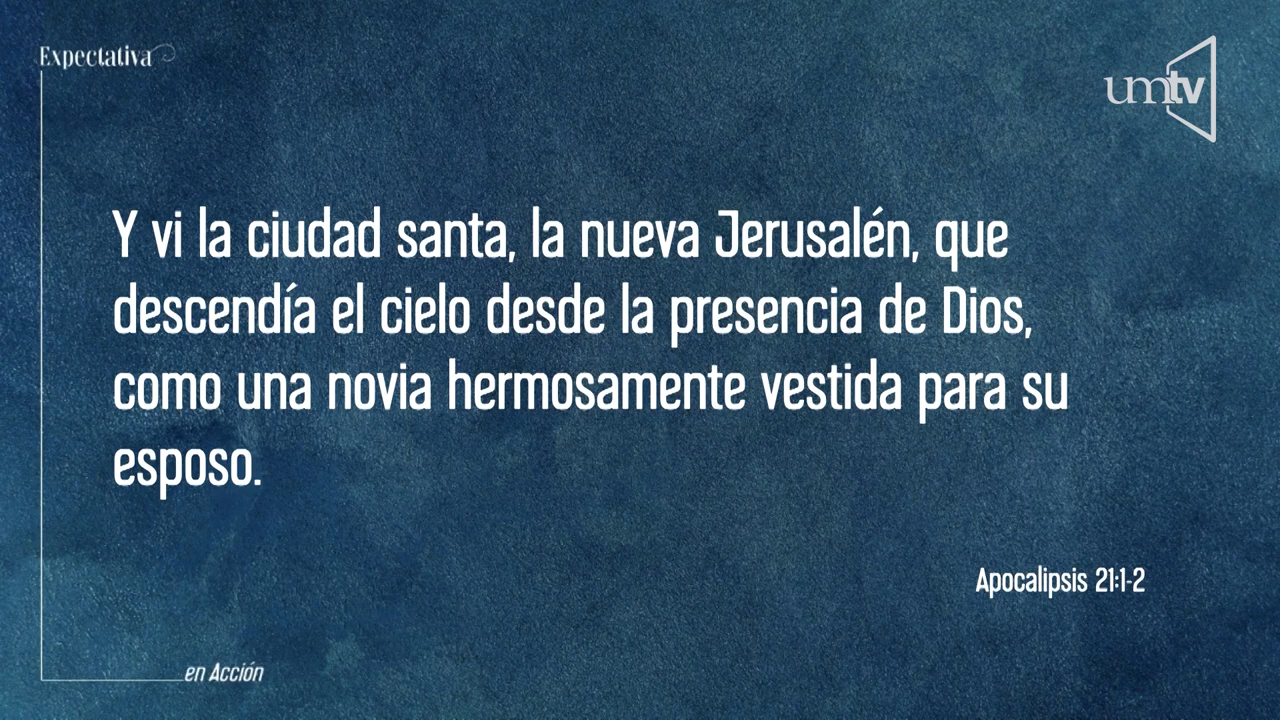 Expectativa
umtv
Y vi la ciudad santa, la nueva Jerusalén, que
descendía el cielo desde la presencia de Dios,
como una novia hermosamente vestida para su
esposo.
Apocalipsis 21:1-2
en Acción